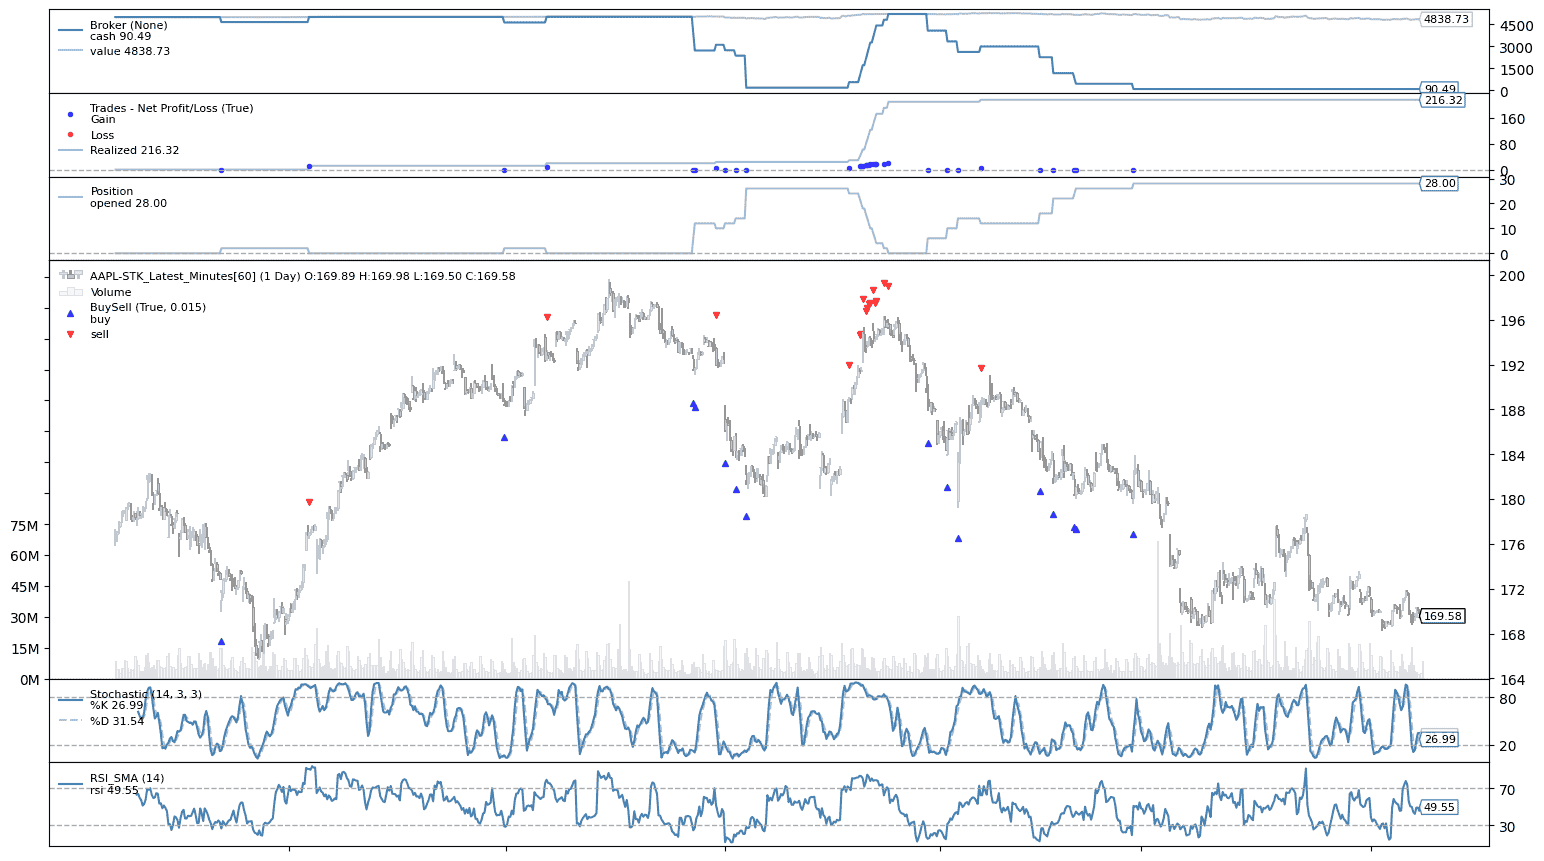 Broker (None)
cash 90.49
value 4838.73
4838.73
4500
3000
1500
0
90.49
Trades - Net Profit/Loss (True)
Gain
Loss
Realized 216.32
216.32
160
80
0
Position
opened 28.00
30
28.00
20
10
0
AAPL-STK_Latest_Minutes[60] (1 Day) O:169.89 H:169.98 L:169.50 C:169.58
Volume
BuySell (True, 0.015)
buy
sell
200
196
192
188
184
180
176
172
169.58
168
164
75M
60M
45M
30M
15M
0M
Stochastic (14, 3, 3)
%K 26.99
%D 31.54
80
26.99
20
RSI_SMA (14)
rsi 49.55
70
49.55
30